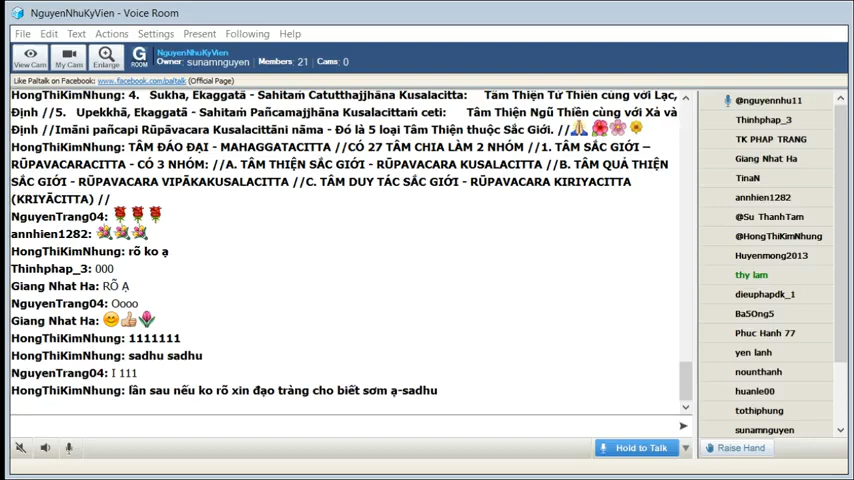 NguyenNhuKyVien - Voice Room
File Edit Text Actions Settings Present Following Help
View Cam My Cam Enlarge G ROOM NguyenNhuKyVien
Owner: sunamnguyen Members: 21 Cams: 0
Like Paltalk on Facebook: www.facebook.com/paltalk (Official Page)
HongThiKimNhung: 4. Sukha, Ekaggatā - Sahitaṁ Catutthajjhāna Kusalacitta: Tâm Thiện Tứ Thiền cùng với Lạc,
Định //5. Upekkhā, Ekaggatā - Sahitaṁ Pañcamajjhāna Kusalacittaṁ ceti: Tâm Thiện Ngũ Thiền cùng với Xả và
Định //Imāni pañcapi Rūpāvacara Kusalacittāni nāma - Đó là 5 loại Tâm Thiện thuộc Sắc Giới. //
HongThiKimNhung: TÂM ĐÁO ĐẠI - MAHAGGATACITTA //CÓ 27 TÂM CHIA LÀM 2 NHÓM //1. TÂM SẮC GIỚI –
RŪPAVACARACITTA - CÓ 3 NHÓM: //A. TÂM THIỆN SẮC GIỚI - RŪPAVACARA KUSALACITTA //B. TÂM QUẢ THIỆN
SẮC GIỚI - RŪPAVACARA VIPĀKAKUSALACITTA //C. TÂM DUY TÁC SẮC GIỚI - RŪPAVACARA KIRIYACITTA
(KRIYĀCITTA) //
NguyenTrang04:
annhien1282:
HongThiKimNhung: rõ ko ạ
Thinhphap_3: 000
Giang Nhat Ha: RÕ Ạ
NguyenTrang04: Oooo
Giang Nhat Ha:
HongThiKimNhung: 1111111
HongThiKimNhung: sadhu sadhu
NguyenTrang04: I 111
HongThiKimNhung: lần sau nếu ko rõ xin đạo tràng cho biết sơm ạ-sadhu
Hold to Talk
@nguyennhu11
Thinhphap_3
TK PHAP TRANG
Giang Nhat Ha
TinaN
annhien1282
@Su ThanhTam
@HongThiKimNhung
Huyenmong2013
thy lam
dieuphapdk_1
Ba5Ong5
Phuc Hanh 77
yen lanh
nounthanh
huanle00
tothiphung
sunamnguyen
Raise Hand